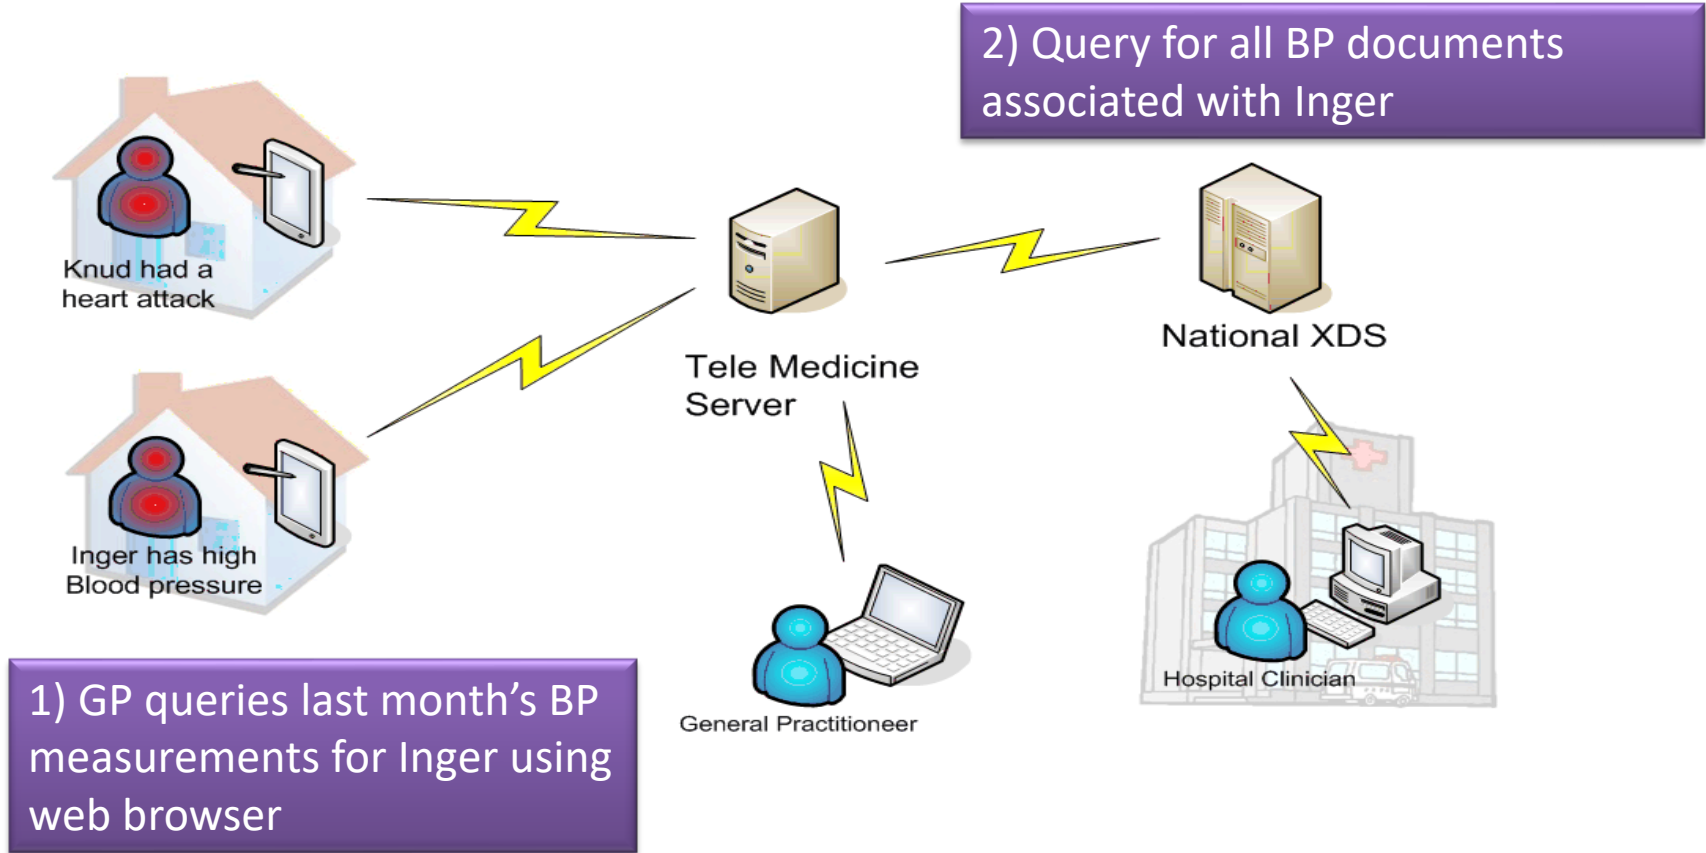 2) Query for all BP documents
associated with Inger
Knud had a
heart attack
National XDS
Tele Medicine
Server
Inger has high
Blood pressure
Hospital Clinician
General Practitioneer
1) GP queries last month’s BP
measurements for Inger using
web browser